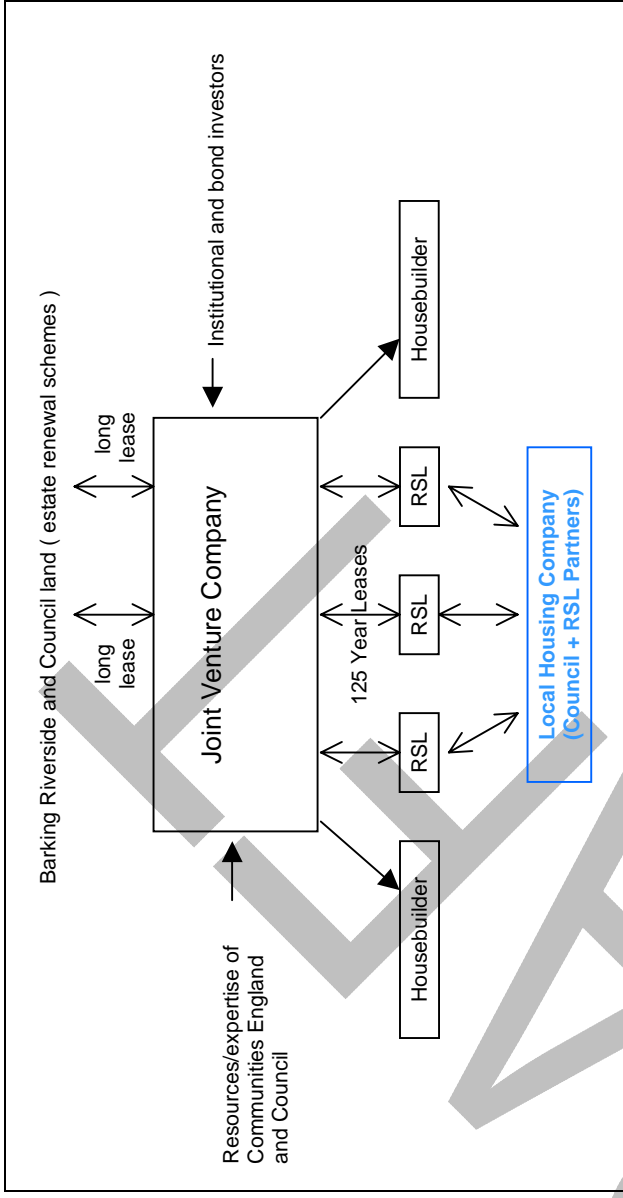 Barking Riverside and Council land ( estate renewal schemes )
long
lease
long
lease
Resources/expertise of
Communities England
and Council
Joint Venture Company
Institutional and bond investors
125 Year Leases
Housebuilder
RSL
RSL
RSL
Housebuilder
Local Housing Company
(Council + RSL Partners)